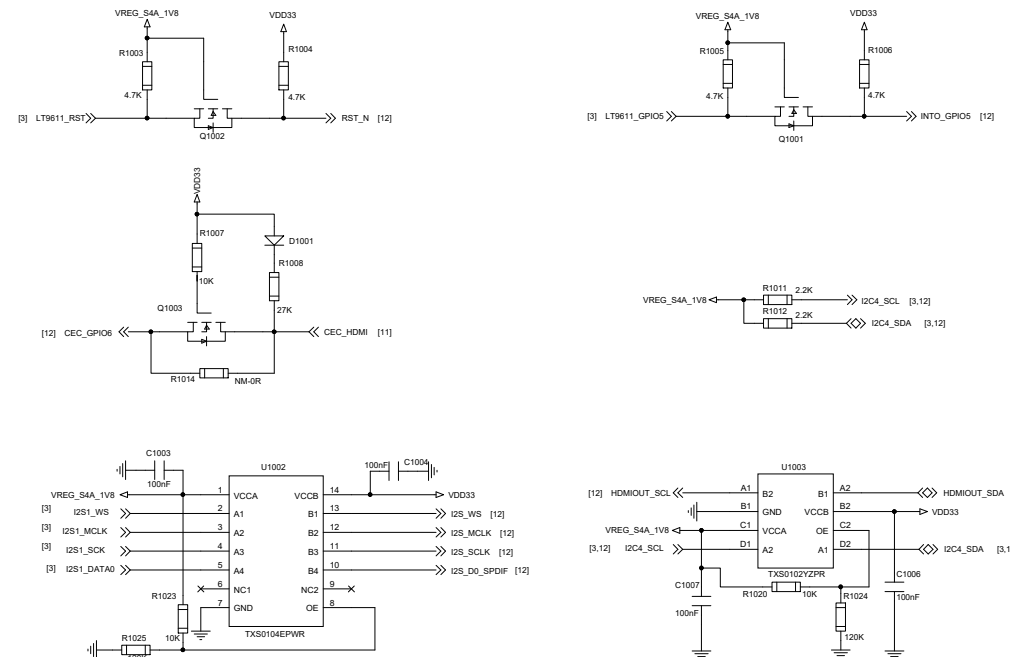 VREG_S4A_1V8
VDD33
R1003
R1004
4.7K
4.7K
[3] LT9611_RST
RST_N [12]
Q1002
VREG_S4A_1V8
VDD33
R1005
R1006
4.7K
4.7K
[3] LT9611_GPIO5
INTO_GPIO5 [12]
Q1001
VDD33
R1007
D1001
R1008
10K
Q1003
27K
[12] CEC_GPIO6
CEC_HDMI [11]
R1014
NM-0R
R1011 2.2K
VREG_S4A_1V8
I2C4_SCL [3,12]
R1012 2.2K
I2C4_SDA [3,12]
C1003
100nF
U1002
100nF C1004
VREG_S4A_1V8 1 VCCA VCCB 14 VDD33
[3] I2S1_WS 2 A1 B1 13 I2S_WS [12]
[3] I2S1_MCLK 3 A2 B2 12 I2S_MCLK [12]
[3] I2S1_SCK 4 A3 B3 11 I2S_SCLK [12]
[3] I2S1_DATA0 5 A4 B4 10 I2S_D0_SPDIF [12]
6 NC1 NC2 9
R1023 7 GND OE 8
10K
TXS0104EPWR
R1025
U1003
[12] HDMIOUT_SCL A1 B2 B1 A2 HDMIOUT_SDA
B1 GND VCCB B2 VDD33
VREG_S4A_1V8 C1 VCCA OE C2
[3,12] I2C4_SCL D1 A2 A1 D2 I2C4_SDA [3,1
TXS0102YZPR
C1007
C1006
R1020 10K
R1024
100nF
100nF
120K